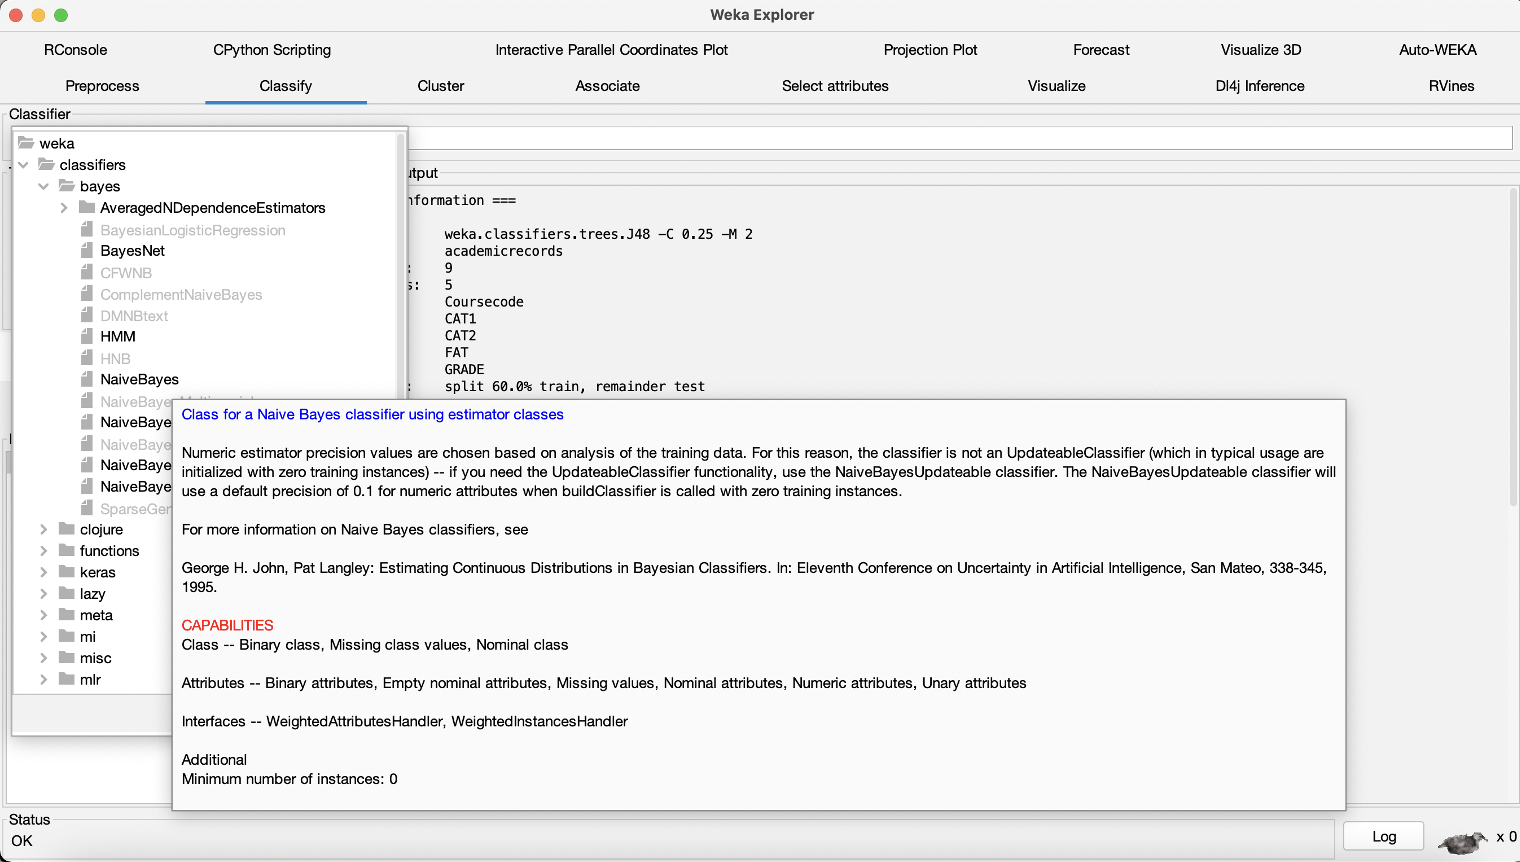 Weka Explorer
RConsole CPython Scripting Interactive Parallel Coordinates Plot Projection Plot Forecast Visualize 3D Auto-WEKA
Preprocess Classify Cluster Associate Select attributes Visualize Dl4j Inference RVines
Classifier
weka
classifiers
bayes
AveragedNDependenceEstimators
BayesianLogisticRegression
BayesNet
CFWNB
ComplementNaiveBayes
DMNBtext
HMM
HNB
NaiveBayes
NaiveBaye
NaiveBaye
NaiveBaye
NaiveBaye
SparseGen
clojure
functions
keras
lazy
meta
mi
misc
mlr
utput
nformation ===
weka.classifiers.trees.J48 -C 0.25 -M 2
academicrecords
: 9
s: 5
Coursecode
CAT1
CAT2
FAT
GRADE
: split 60.0% train, remainder test
Class for a Naive Bayes classifier using estimator classes
Numeric estimator precision values are chosen based on analysis of the training data. For this reason, the classifier is not an UpdateableClassifier (which in typical usage are
initialized with zero training instances) -- if you need the UpdateableClassifier functionality, use the NaiveBayesUpdateable classifier. The NaiveBayesUpdateable classifier will
use a default precision of 0.1 for numeric attributes when buildClassifier is called with zero training instances.
For more information on Naive Bayes classifiers, see
George H. John, Pat Langley: Estimating Continuous Distributions in Bayesian Classifiers. In: Eleventh Conference on Uncertainty in Artificial Intelligence, San Mateo, 338-345,
1995.
CAPABILITIES
Class -- Binary class, Missing class values, Nominal class
Attributes -- Binary attributes, Empty nominal attributes, Missing values, Nominal attributes, Numeric attributes, Unary attributes
Interfaces -- WeightedAttributesHandler, WeightedInstancesHandler
Additional
Minimum number of instances: 0
Status
OK
Log
x 0